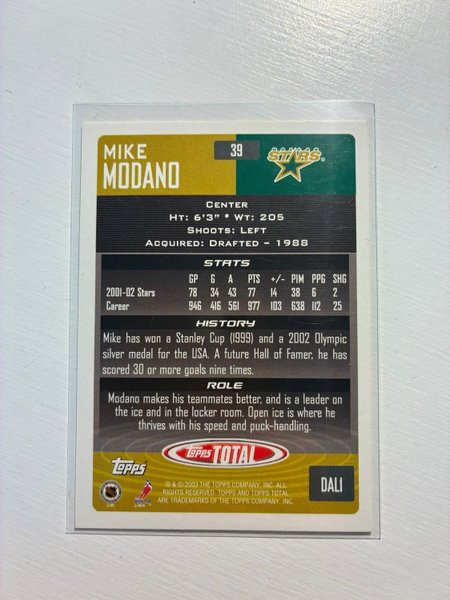 MIKE
MODANO
39
DALLAS
STARS
CENTER
HT: 6'3" • WT: 205
SHOOTS: LEFT
ACQUIRED: DRAFTED - 1988
STATS
GP G A PTS +/- PIM PPG SHG
2001-02 Stars 78 34 43 77 14 38 6 2
Career 946 416 561 977 103 638 112 25
HISTORY
Mike has won a Stanley Cup (1999) and a 2002 Olympic
silver medal for the USA. A future Hall of Famer, he has
scored 30 or more goals nine times.
ROLE
Modano makes his teammates better, and is a leader on
the ice and in the locker room. Open ice is where he
thrives with his speed and puck-handling.
Topps TOTAL
Topps
® & © 2003 THE TOPPS COMPANY, INC. ALL
RIGHTS RESERVED. TOPPS AND TOPPS TOTAL
ARE TRADEMARKS OF THE TOPPS COMPANY, INC.
DALI